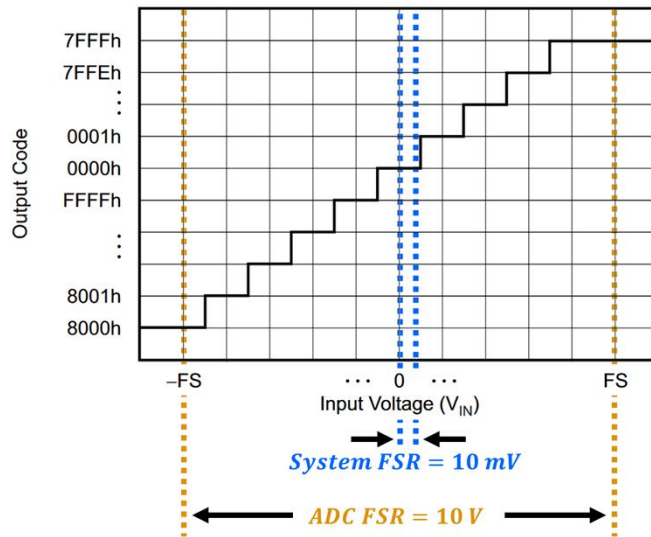 7FFFh
7FFEh
⋮
0001h
0000h
FFFFh
⋮
8001h
8000h
Output Code
–FS ⋯ 0 ⋯ FS
Input Voltage (VIN)
System FSR = 10 mV
ADC FSR = 10 V